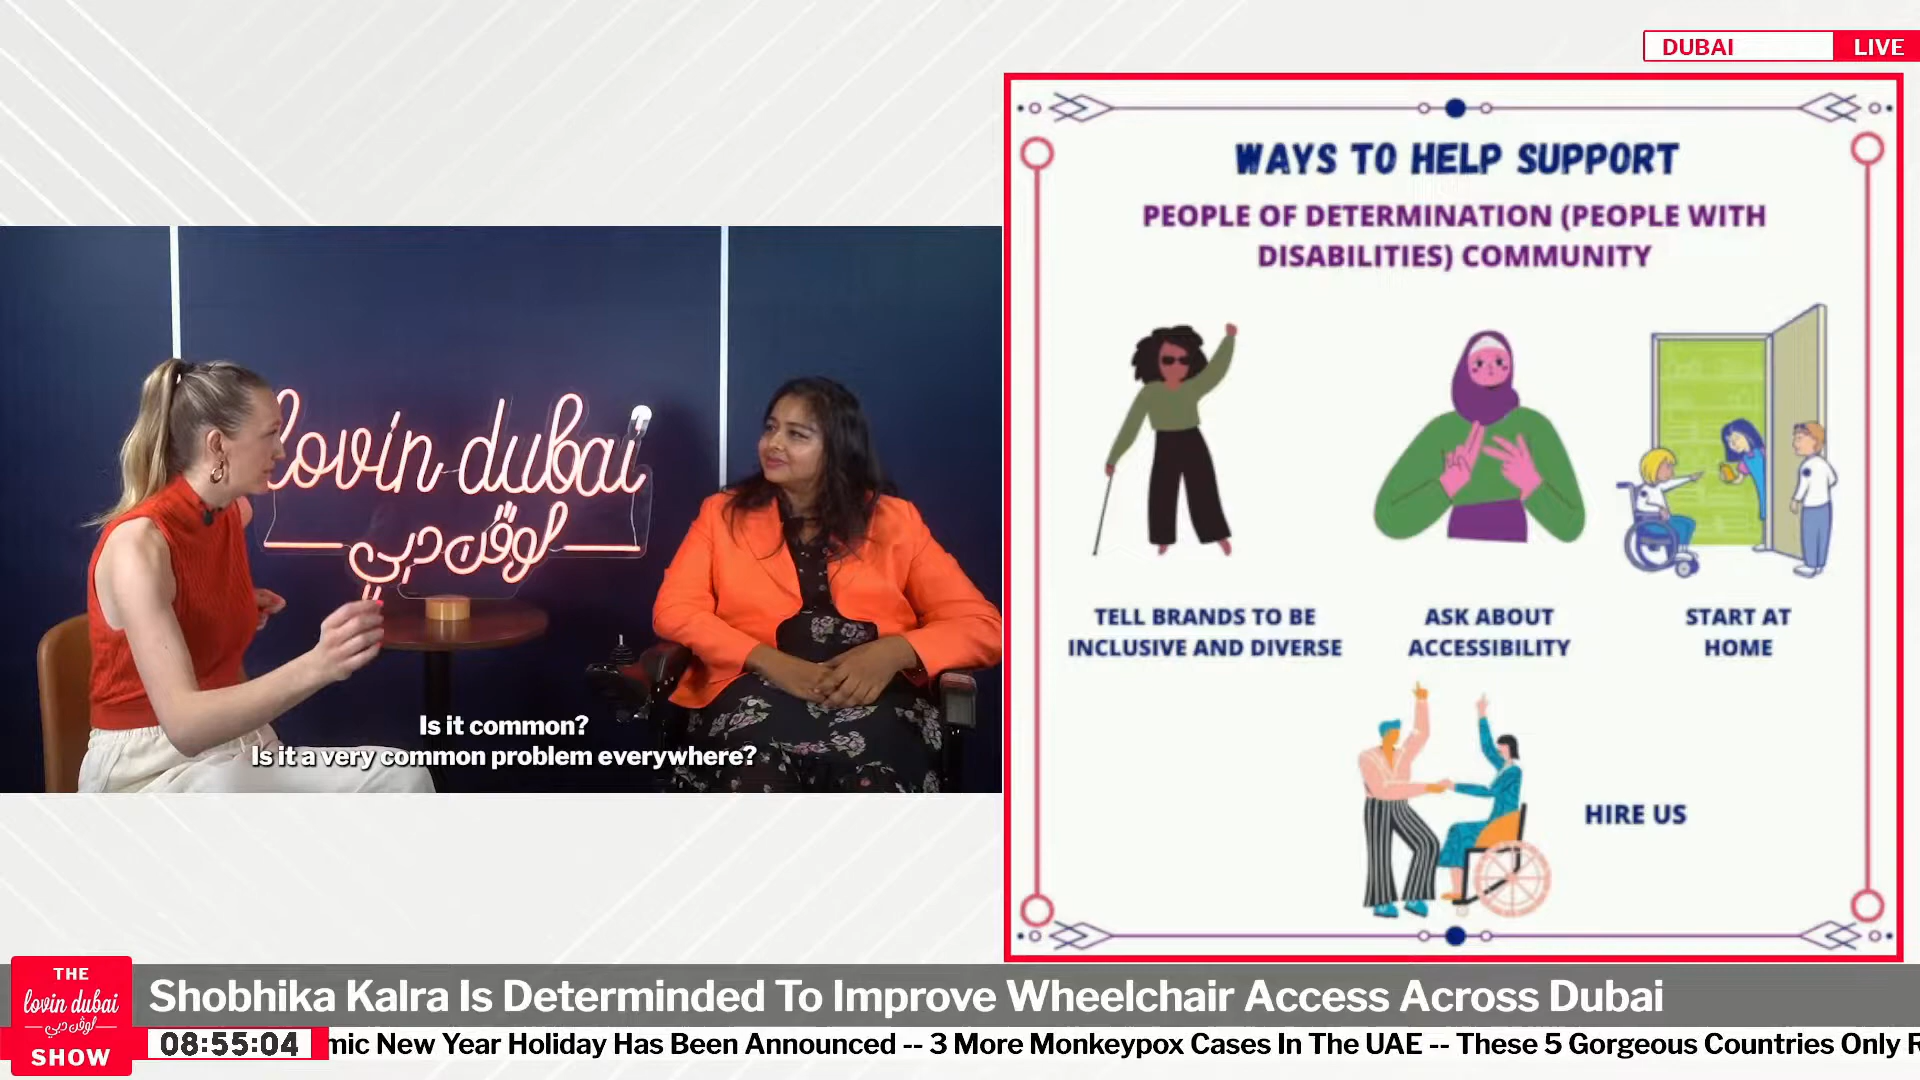 DUBAI LIVE
WAYS TO HELP SUPPORT
PEOPLE OF DETERMINATION (PEOPLE WITH
DISABILITIES) COMMUNITY
TELL BRANDS TO BE
INCLUSIVE AND DIVERSE
ASK ABOUT
ACCESSIBILITY
START AT
HOME
HIRE US
lovin dubai
لوڤن دبي
Is it common?
Is it a very common problem everywhere?
THE
lovin dubai
لوڤن دبي
SHOW
Shobhika Kalra Is Determinded To Improve Wheelchair Access Across Dubai
08:55:04
mic New Year Holiday Has Been Announced -- 3 More Monkeypox Cases In The UAE -- These 5 Gorgeous Countries Only